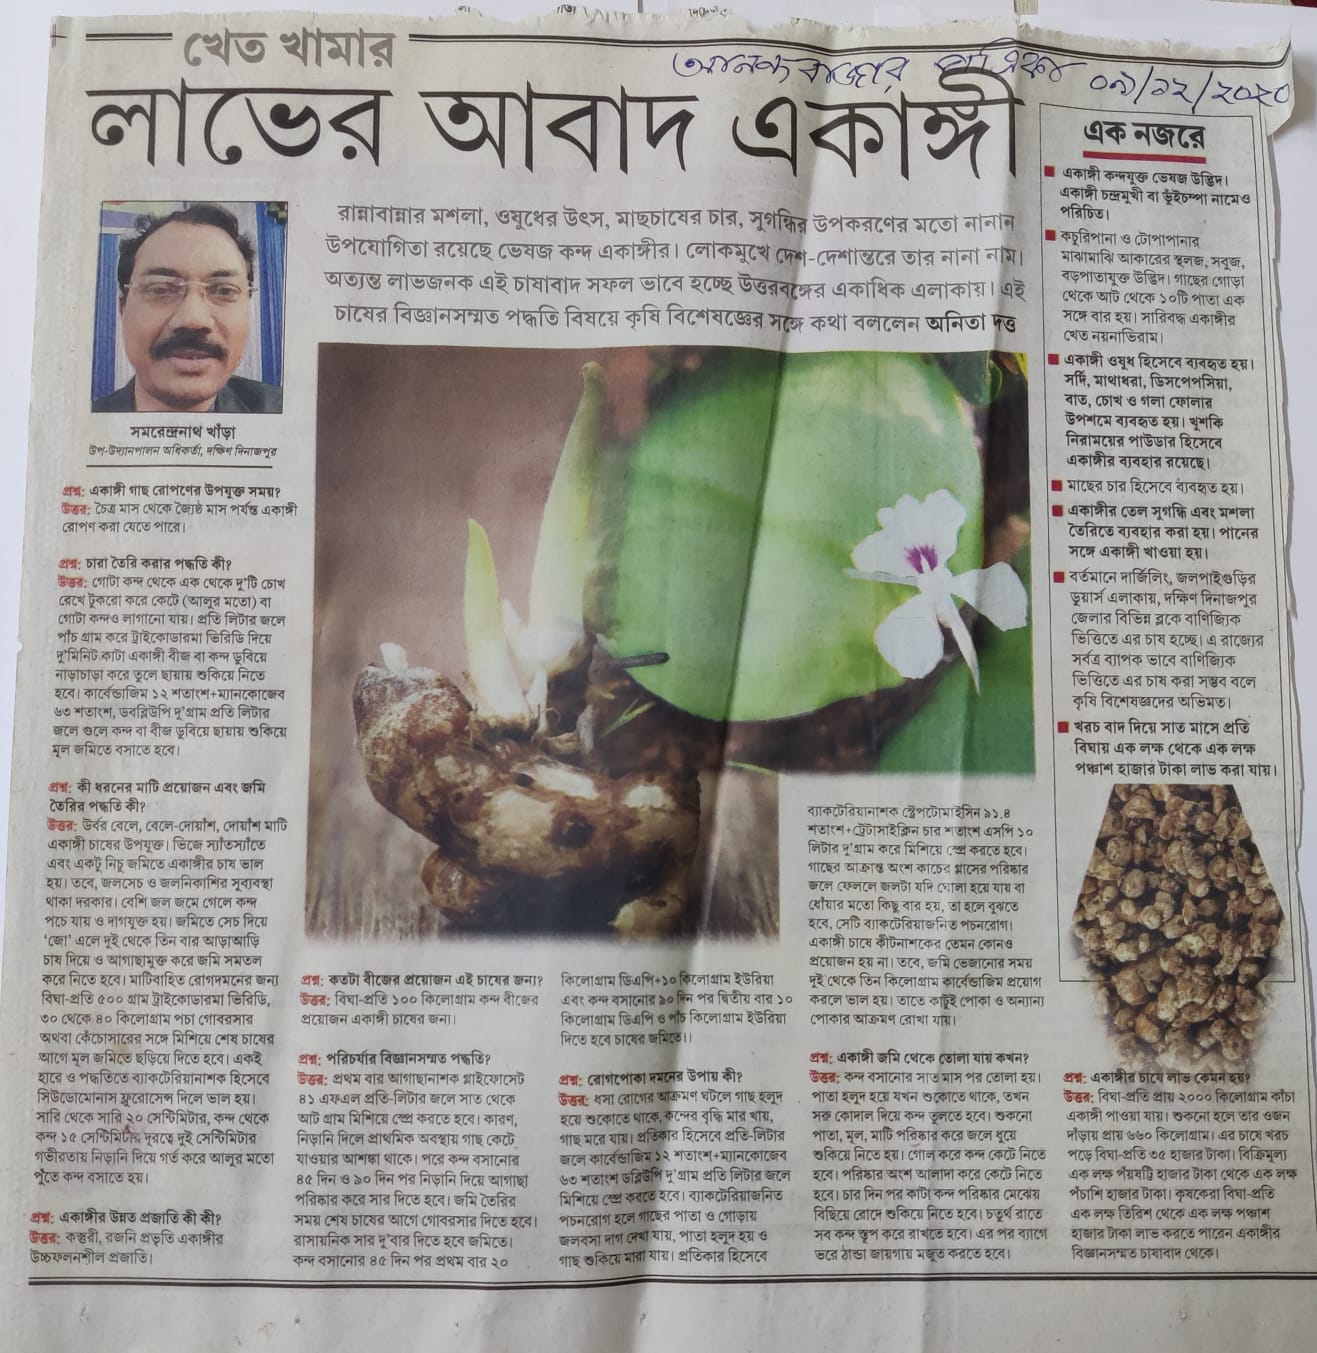 খেত খামার
আনন্দবাজার পত্রিকা ০৯/১২/২০২০
লাভের আবাদ একাঙ্গী
রান্নাবান্নার মশলা, ওষুধের উৎস, মাছচাষের চার, সুগন্ধির উপকরণের মতো নানান
উপযোগিতা রয়েছে ভেষজ কন্দ একাঙ্গীর। লোকমুখে দেশ-দেশান্তরে তার নানা নাম।
অত্যন্ত লাভজনক এই চাষাবাদ সফল ভাবে হচ্ছে উত্তরবঙ্গের একাধিক এলাকায়। এই
চাষের বিজ্ঞানসম্মত পদ্ধতি বিষয়ে কৃষি বিশেষজ্ঞের সঙ্গে কথা বললেন অনিতা দত্ত
সমরেন্দ্রনাথ খাঁড়া
উপ-উদ্যানপালন অধিকর্তা, দক্ষিণ দিনাজপুর
প্রশ্ন: একাঙ্গী গাছ রোপণের উপযুক্ত সময়?
উত্তর: চৈত্র মাস থেকে জ্যৈষ্ঠ মাস পর্যন্ত একাঙ্গী
রোপণ করা যেতে পারে।
প্রশ্ন: চারা তৈরি করার পদ্ধতি কী?
উত্তর: গোটা কন্দ থেকে এক থেকে দু'টি চোখ
রেখে টুকরো করে কেটে (আলুর মতো) বা
গোটা কন্দও লাগানো যায়। প্রতি লিটার জলে
পাঁচ গ্রাম করে ট্রাইকোডারমা ভিরিডি দিয়ে
দু'মিনিট কাটা একাঙ্গী বীজ বা কন্দ ডুবিয়ে
নাড়াচাড়া করে তুলে ছায়ায় শুকিয়ে নিতে
হবে। কার্বেন্ডাজিম ১২ শতাংশ+ম্যানকোজেব
৬৩ শতাংশ, ডবলিউপি দু'গ্রাম প্রতি লিটার
জলে গুলে কন্দ বা বীজ ডুবিয়ে ছায়ায় শুকিয়ে
মূল জমিতে বসাতে হবে।
প্রশ্ন: কী ধরনের মাটি প্রয়োজন এবং জমি
তৈরির পদ্ধতি কী?
উত্তর: উর্বর বেলে, বেলে-দোয়াঁশ, দোয়াঁশ মাটি
একাঙ্গী চাষের উপযুক্ত। ভিজে স্যাঁতস্যাঁতে
এবং একটু নিচু জমিতে একাঙ্গীর চাষ ভাল
হয়। তবে, জলসেচ ও জলনিকাশির সুব্যবস্থা
থাকা দরকার। বেশি জল জমে গেলে কন্দ
পচে যায় ও দাগযুক্ত হয়। জমিতে সেচ দিয়ে
'জো' এলে দুই থেকে তিন বার আড়াআড়ি
চাষ দিয়ে ও আগাছামুক্ত করে জমি সমতল
করে নিতে হবে। মাটিবাহিত রোগদমনের জন্য
বিঘা-প্রতি ৫০০ গ্রাম ট্রাইকোডারমা ভিরিডি,
৩০ থেকে ৪০ কিলোগ্রাম পচা গোবরসার
অথবা কেঁচোসারের সঙ্গে মিশিয়ে শেষ চাষের
আগে মূল জমিতে ছড়িয়ে দিতে হবে। একই
হারে ও পদ্ধতিতে ব্যাকটেরিয়ানাশক হিসেবে
সিউডোমোনাস ফ্লুরোসেন্স দিলে ভাল হয়।
সারি থেকে সারি ২০ সেন্টিমিটার, কন্দ থেকে
কন্দ ১৫ সেন্টিমিটার দূরত্বে দুই সেন্টিমিটার
গভীরতায় নিড়ানি দিয়ে গর্ত করে আলুর মতো
পুঁতে কন্দ বসাতে হয়।
প্রশ্ন: একাঙ্গীর উন্নত প্রজাতি কী কী?
উত্তর: কস্তুরী, রজনি প্রভৃতি একাঙ্গীর
উচ্চফলনশীল প্রজাতি।
প্রশ্ন: কতটা বীজের প্রয়োজন এই চাষের জন্য?
উত্তর: বিঘা-প্রতি ১০০ কিলোগ্রাম কন্দ বীজের
প্রয়োজন একাঙ্গী চাষের জন্য।
প্রশ্ন: পরিচর্যার বিজ্ঞানসম্মত পদ্ধতি?
উত্তর: প্রথম বার আগাছানাশক গ্লাইফোসেট
৪১ এফএল প্রতি-লিটার জলে সাত থেকে
আট গ্রাম মিশিয়ে স্প্রে করতে হবে। কারণ,
নিড়ানি দিলে প্রাথমিক অবস্থায় গাছ কেটে
যাওয়ার আশঙ্কা থাকে। পরে কন্দ বসানোর
৪৫ দিন ও ৯০ দিন পর নিড়ানি দিয়ে আগাছা
পরিষ্কার করে সার দিতে হবে। জমি তৈরির
সময় শেষ চাষের আগে গোবরসার দিতে হবে।
রাসায়নিক সার দু'বার দিতে হবে জমিতে।
কন্দ বসানোর ৪৫ দিন পর প্রথম বার ২০
কিলোগ্রাম ডিএপি+১০ কিলোগ্রাম ইউরিয়া
এবং কন্দ বসানোর ৯০ দিন পর দ্বিতীয় বার ১০
কিলোগ্রাম ডিএপি ও পাঁচ কিলোগ্রাম ইউরিয়া
দিতে হবে চাষের জমিতে।।
প্রশ্ন: রোগপোকা দমনের উপায় কী?
উত্তর: ধসা রোগের আক্রমণ ঘটলে গাছ হলুদ
হয়ে শুকোতে থাকে, কন্দের বৃদ্ধি মার খায়,
গাছ মরে যায়। প্রতিকার হিসেবে প্রতি-লিটার
জলে কার্বেন্ডাজিম ১২ শতাংশ+ম্যানকোজেব
৬৩ শতাংশ ডব্লিউপি দু'গ্রাম প্রতি লিটার জলে
মিশিয়ে স্প্রে করতে হবে। ব্যাকটেরিয়াজনিত
পচনরোগ হলে গাছের পাতা ও গোড়ায়
জলবসা দাগ দেখা যায়, পাতা হলুদ হয় ও
গাছ শুকিয়ে মারা যায়। প্রতিকার হিসেবে
ব্যাকটেরিয়ানাশক স্ট্রেপটোমাইসিন ৯১.৪
শতাংশ+টেট্রাসাইক্লিন চার শতাংশ এসপি ১০
লিটার দু'গ্রাম করে মিশিয়ে স্প্রে করতে হবে।
গাছের আক্রান্ত অংশ কাচের গ্লাসের পরিষ্কার
জলে ফেললে জলটা যদি ঘোলা হয়ে যায় বা
ধোঁয়ার মতো কিছু বার হয়, তা হলে বুঝতে
হবে, সেটি ব্যাকটেরিয়াজনিত পচনরোগ।
একাঙ্গী চাষে কীটনাশকের তেমন কোনও
প্রয়োজন হয় না। তবে, জমি ভেজানোর সময়
দুই থেকে তিন কিলোগ্রাম কার্বেন্ডাজিম প্রয়োগ
করলে ভাল হয়। তাতে কাটুই পোকা ও অন্যান্য
পোকার আক্রমণ রোখা যায়।
প্রশ্ন: একাঙ্গী জমি থেকে তোলা যায় কখন?
উত্তর: কন্দ বসানোর সাত মাস পর তোলা হয়।
পাতা হলুদ হয়ে যখন শুকোতে থাকে, তখন
সরু কোদাল দিয়ে কন্দ তুলতে হবে। শুকনো
পাতা, মূল, মাটি পরিষ্কার করে জলে ধুয়ে
শুকিয়ে নিতে হয়। গোল করে কন্দ কেটে নিতে
হবে। পরিষ্কার অংশ আলাদা করে কেটে নিতে
হবে। চার দিন পর কাটা কন্দ পরিষ্কার মেঝেয়
বিছিয়ে রোদে শুকিয়ে নিতে হবে। চতুর্থ রাতে
সব কন্দ স্তূপ করে রাখতে হবে। এর পর ব্যাগে
ভরে ঠান্ডা জায়গায় মজুত করতে হবে।
এক নজরে
একাঙ্গী কন্দযুক্ত ভেষজ উদ্ভিদ।
একাঙ্গী চন্দ্রমুখী বা ভুঁইচম্পা নামেও
পরিচিত।
কচুরিপানা ও টোপাপানার
মাঝামাঝি আকারের স্থলজ, সবুজ,
বড়পাতাযুক্ত উদ্ভিদ। গাছের গোড়া
থেকে আট থেকে ১০টি পাতা এক
সঙ্গে বার হয়। সারিবদ্ধ একাঙ্গীর
খেত নয়নাভিরাম।
একাঙ্গী ওষুধ হিসেবে ব্যবহৃত হয়।
সর্দি, মাথাধরা, ডিসপেপসিয়া,
বাত, চোখ ও গলা ফোলার
উপশমে ব্যবহৃত হয়। খুশকি
নিরাময়ের পাউডার হিসেবে
একাঙ্গীর ব্যবহার রয়েছে।
মাছের চার হিসেবে ব্যবহৃত হয়।
একাঙ্গীর তেল সুগন্ধি এবং মশলা
তৈরিতে ব্যবহার করা হয়। পানের
সঙ্গে একাঙ্গী খাওয়া হয়।
বর্তমানে দার্জিলিং, জলপাইগুড়ির
ডুয়ার্স এলাকায়, দক্ষিণ দিনাজপুর
জেলার বিভিন্ন ব্লকে বাণিজ্যিক
ভিত্তিতে এর চাষ হচ্ছে। এ রাজ্যের
সর্বত্র ব্যাপক ভাবে বাণিজ্যিক
ভিত্তিতে এর চাষ করা সম্ভব বলে
কৃষি বিশেষজ্ঞদের অভিমত।
খরচ বাদ দিয়ে সাত মাসে প্রতি
বিঘায় এক লক্ষ থেকে এক লক্ষ
পঞ্চাশ হাজার টাকা লাভ করা যায়।
প্রশ্ন: একাঙ্গীর চাষে লাভ কেমন হয়?
উত্তর: বিঘা-প্রতি প্রায় ২০০০ কিলোগ্রাম কাঁচা
একাঙ্গী পাওয়া যায়। শুকনো হলে তার ওজন
দাঁড়ায় প্রায় ৬৬০ কিলোগ্রাম। এর চাষে খরচ
পড়ে বিঘা-প্রতি ৩৫ হাজার টাকা। বিক্রিমূল্য
এক লক্ষ পঁয়ষট্টি হাজার টাকা থেকে এক লক্ষ
পঁচাশি হাজার টাকা। কৃষকেরা বিঘা-প্রতি
এক লক্ষ তিরিশ থেকে এক লক্ষ পঞ্চাশ
হাজার টাকা লাভ করতে পারেন একাঙ্গীর
বিজ্ঞানসম্মত চাষাবাদ থেকে।